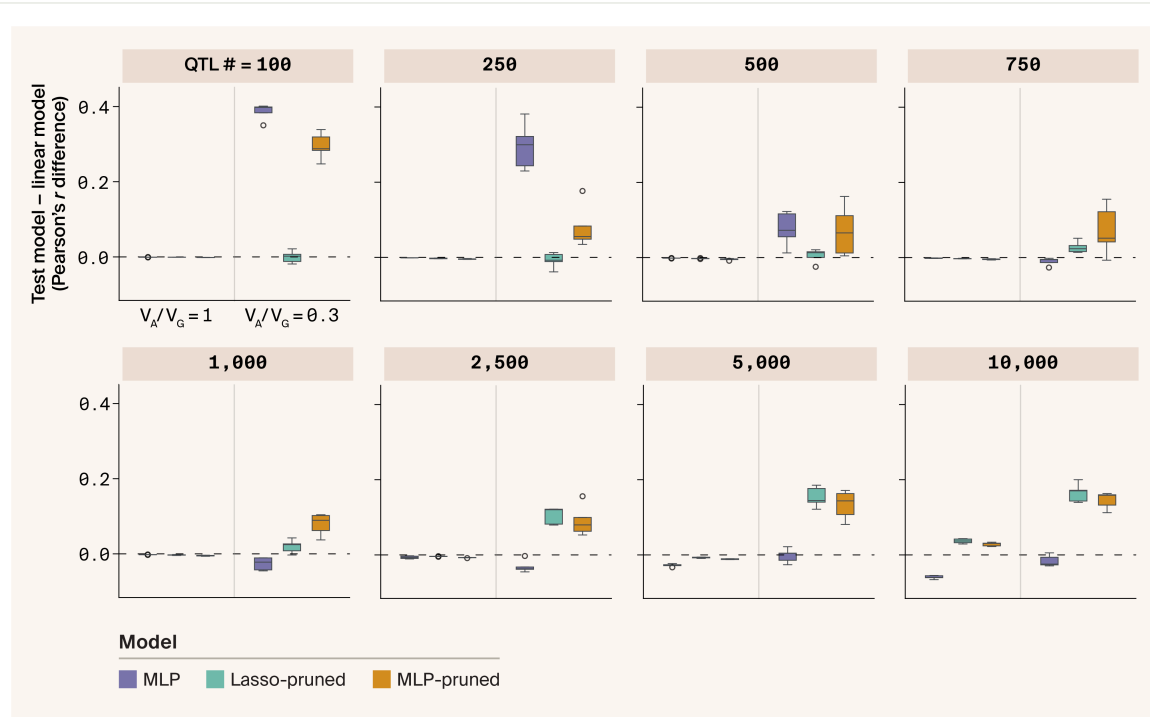 QTL # = 100
250
500
750
Test model – linear model
(Pearson's r difference)
0.4
0.2
0.0
V_A/V_G = 1
V_A/V_G = 0.3
1,000
2,500
5,000
10,000
0.4
0.2
0.0
Model
MLP
Lasso-pruned
MLP-pruned